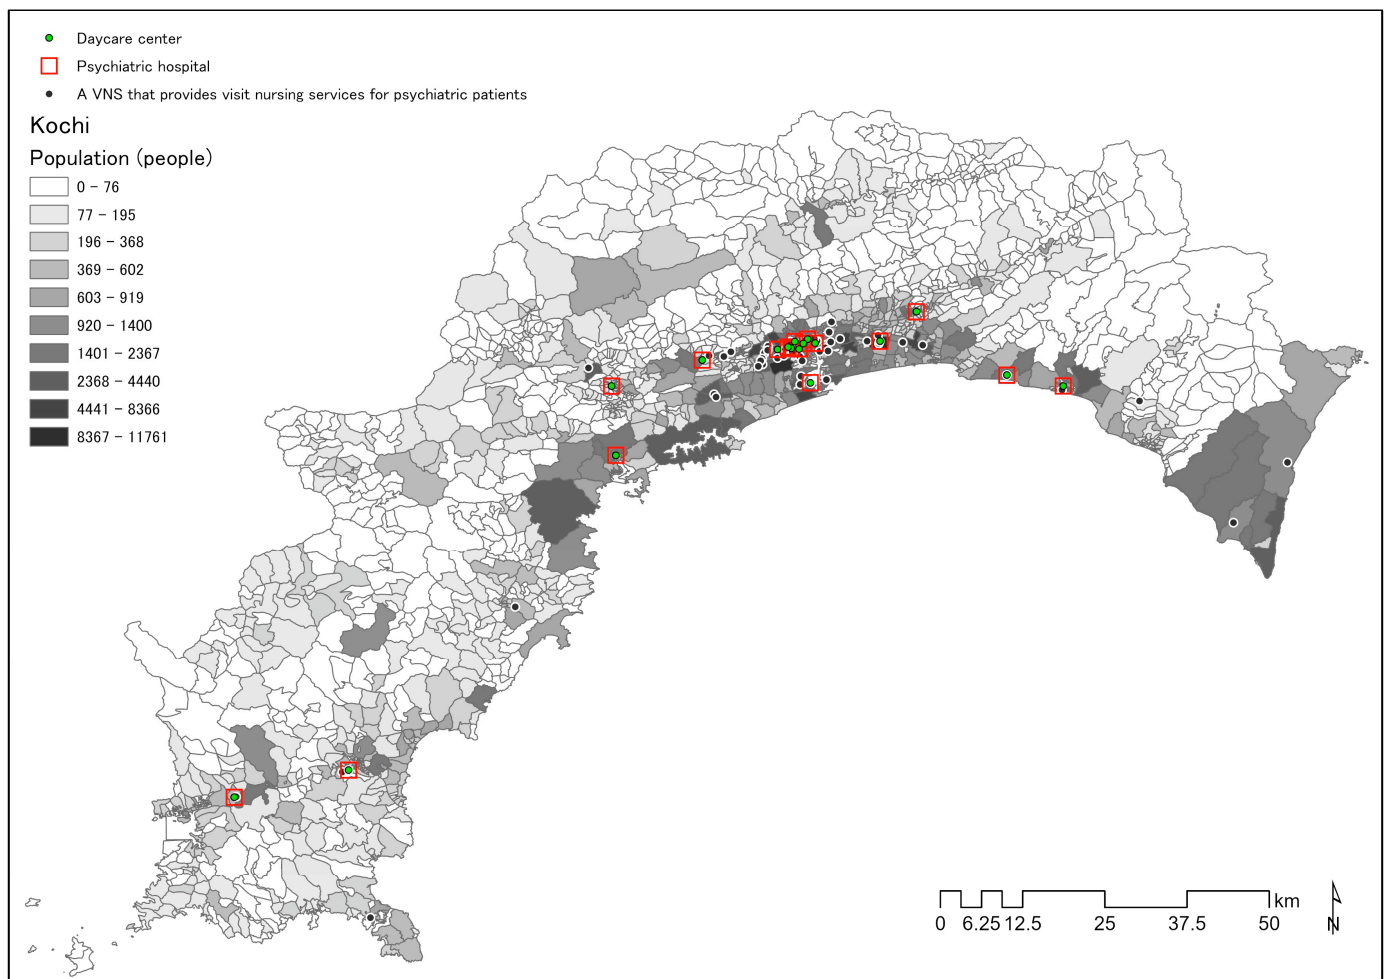 Daycare center
Psychiatric hospital
A VNS that provides visit nursing services for psychiatric patients
Kochi
Population (people)
0 – 76
77 – 195
196 – 368
369 – 602
603 – 919
920 – 1400
1401 – 2367
2368 – 4440
4441 – 8366
8367 – 11761
km
0 6.25 12.5 25 37.5 50
N